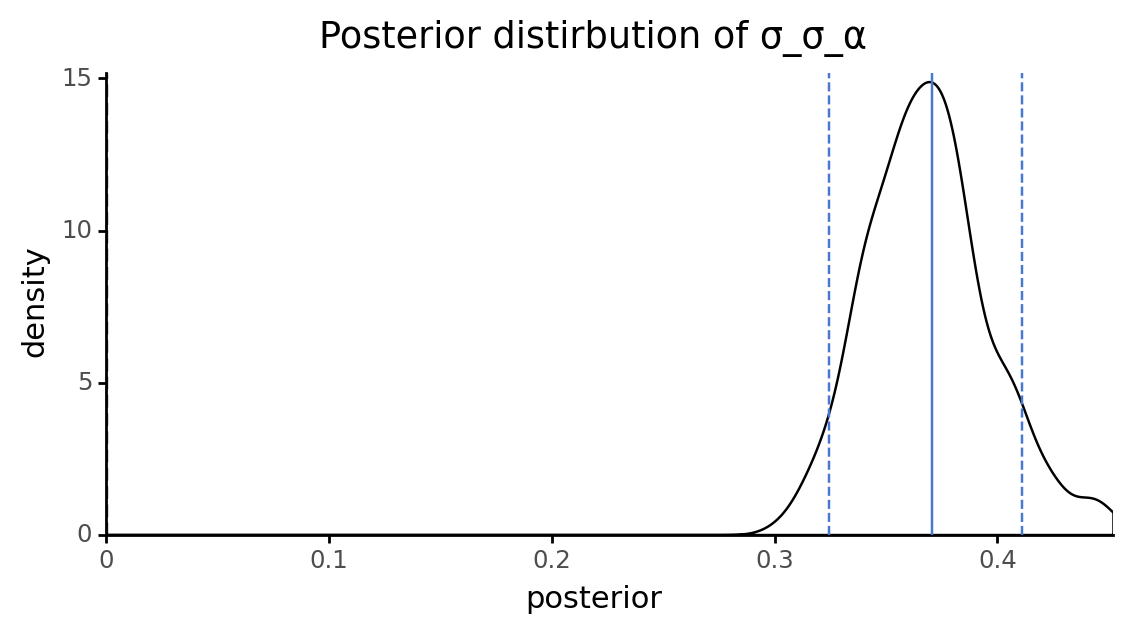 Posterior distirbution of σ_σ_α
15
10
5
0
density
0 0.1 0.2 0.3 0.4
posterior